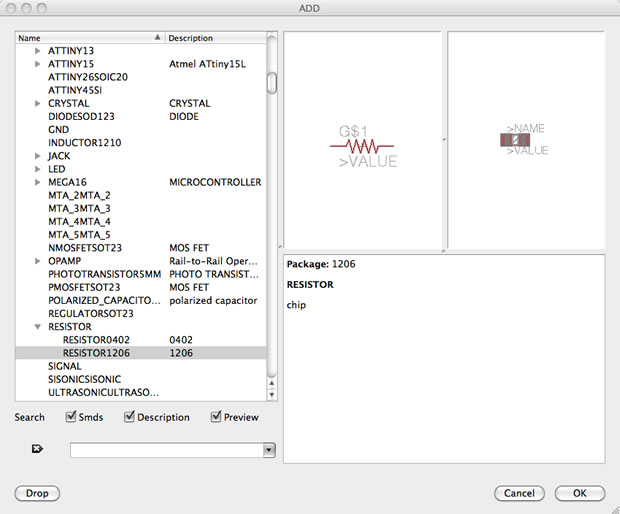 ADD
Name Description
ATTINY13
ATTINY15 Atmel ATtiny15L
ATTINY26SOIC20
ATTINY45SI
CRYSTAL CRYSTAL
DIODESOD123 DIODE
GND
INDUCTOR1210
JACK
LED
MEGA16 MICROCONTROLLER
MTA_2MTA_2
MTA_3MTA_3
MTA_4MTA_4
MTA_5MTA_5
NMOSFETSOT23 MOS FET
OPAMP Rail-to-Rail Oper...
PHOTOTRANSISTOR5MM PHOTO TRANSIST...
PMOSFETSOT23 MOS FET
POLARIZED_CAPACITO... polarized capacitor
REGULATORSOT23
RESISTOR
RESISTOR0402 0402
RESISTOR1206 1206
SIGNAL
SISONICSISONIC
ULTRASONICULTRASO...
Search Smds Description Preview
Drop
G$1
>VALUE
>NAME
>VALUE
Package: 1206
RESISTOR
chip
Cancel OK